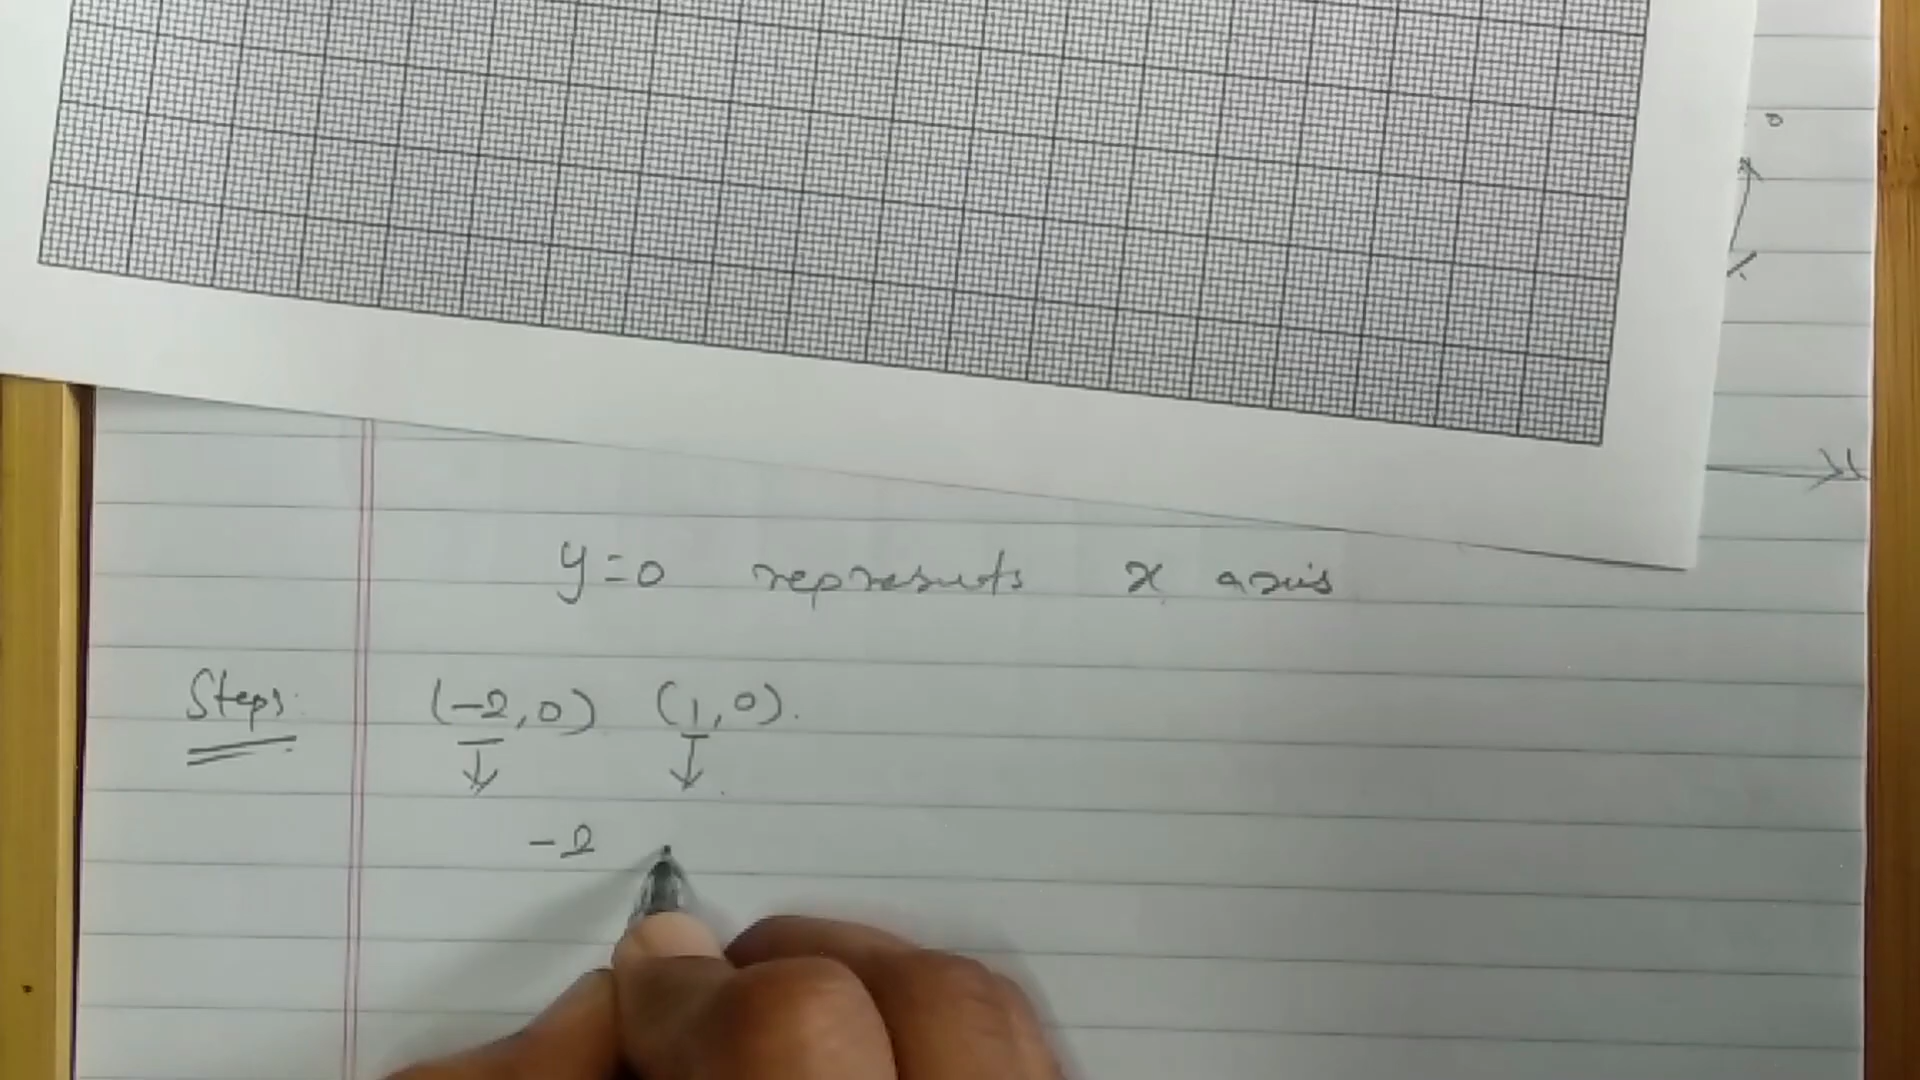 y=0 represents x axis
Steps: (-2,0) (1,0).
-2